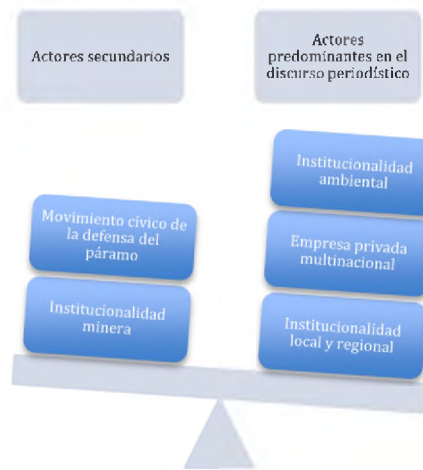 Actores secundarios
Actores
predominantes en el
discurso periodístico
Movimiento cívico de
la defensa del
páramo
Institucionalidad
minera
Institucionalidad
ambiental
Empresa privada
multinacional
Institucionalidad
local y regional